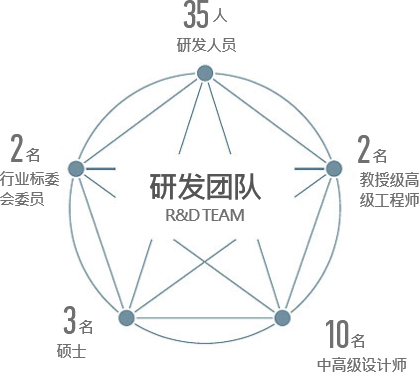 35人
研发人员
2名
行业标委
会委员
2名
教授级高
级工程师
研发团队
R&D TEAM
3名
硕士
10名
中高级设计师